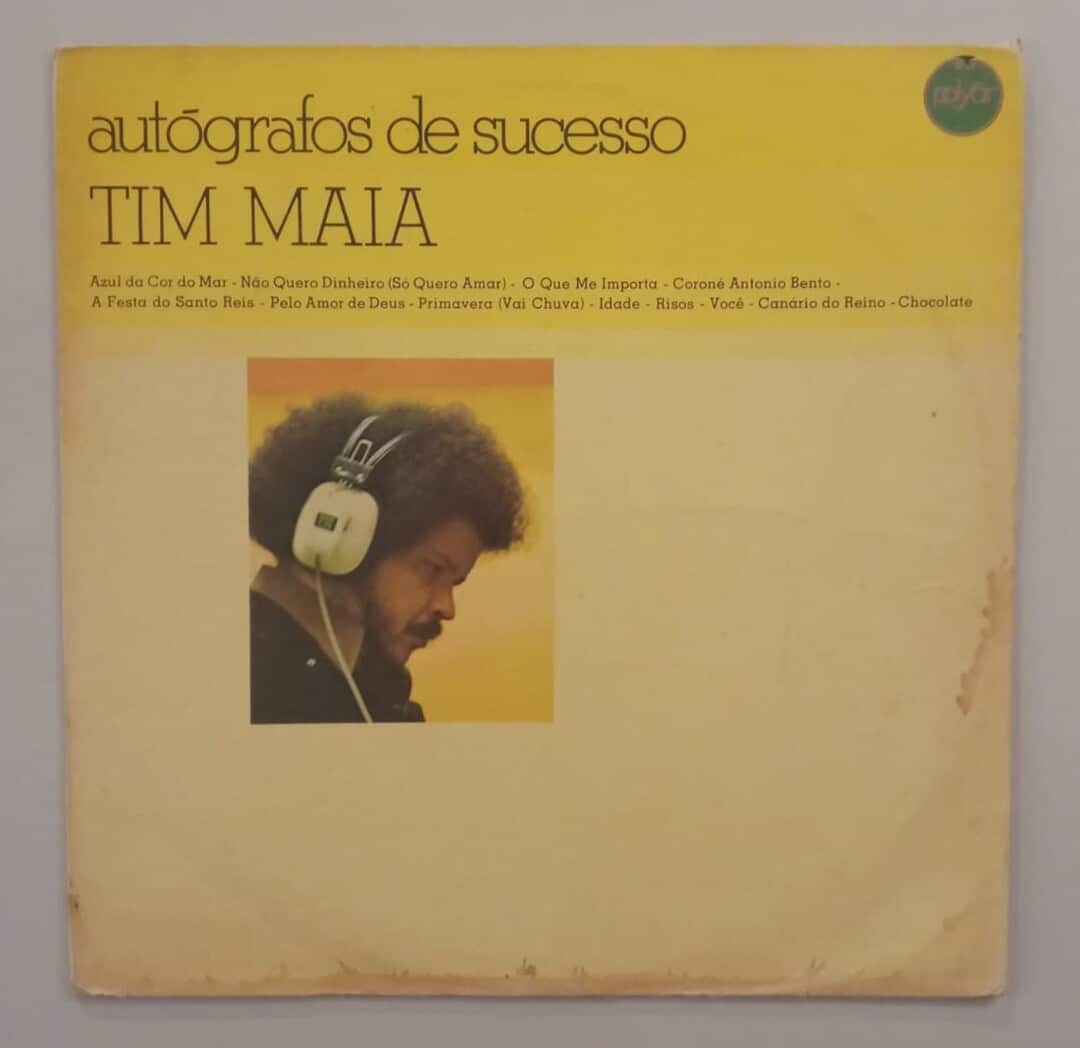 autógrafos de sucesso
TIM MAIA
Azul da Cor do Mar - Não Quero Dinheiro (Só Quero Amar) - O Que Me Importa - Coroné Antonio Bento -
A Festa do Santo Reis - Pelo Amor de Deus - Primavera (Vai Chuva) - Idade - Risos - Você - Canário do Reino - Chocolate